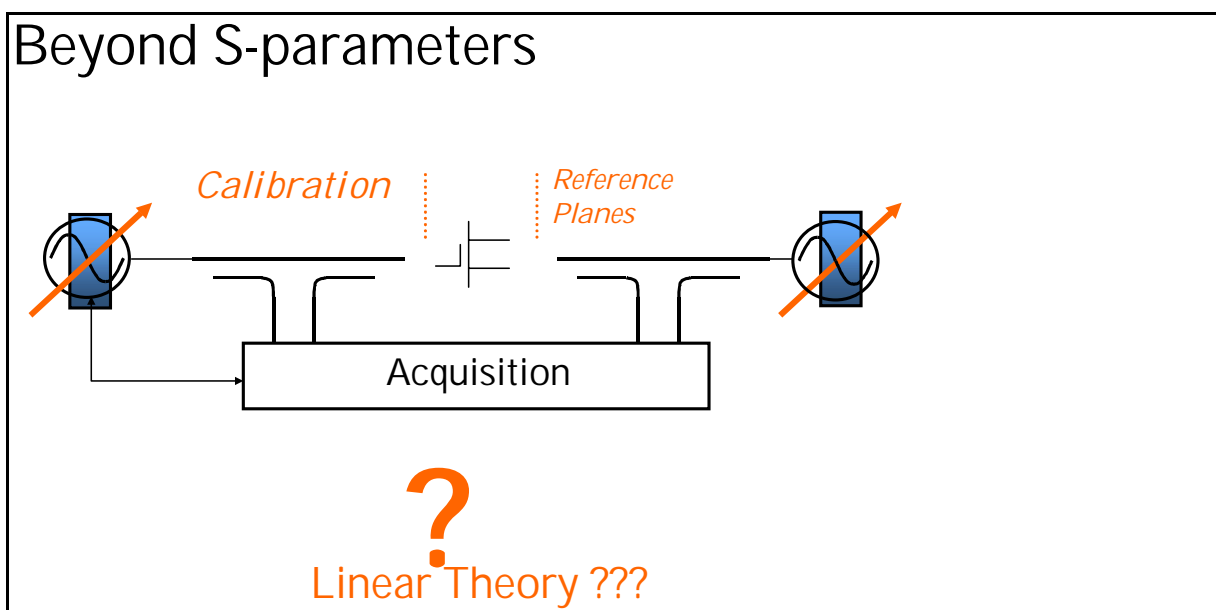 Beyond S-parameters
Calibration
Reference
Planes
Acquisition
?
Linear Theory ???